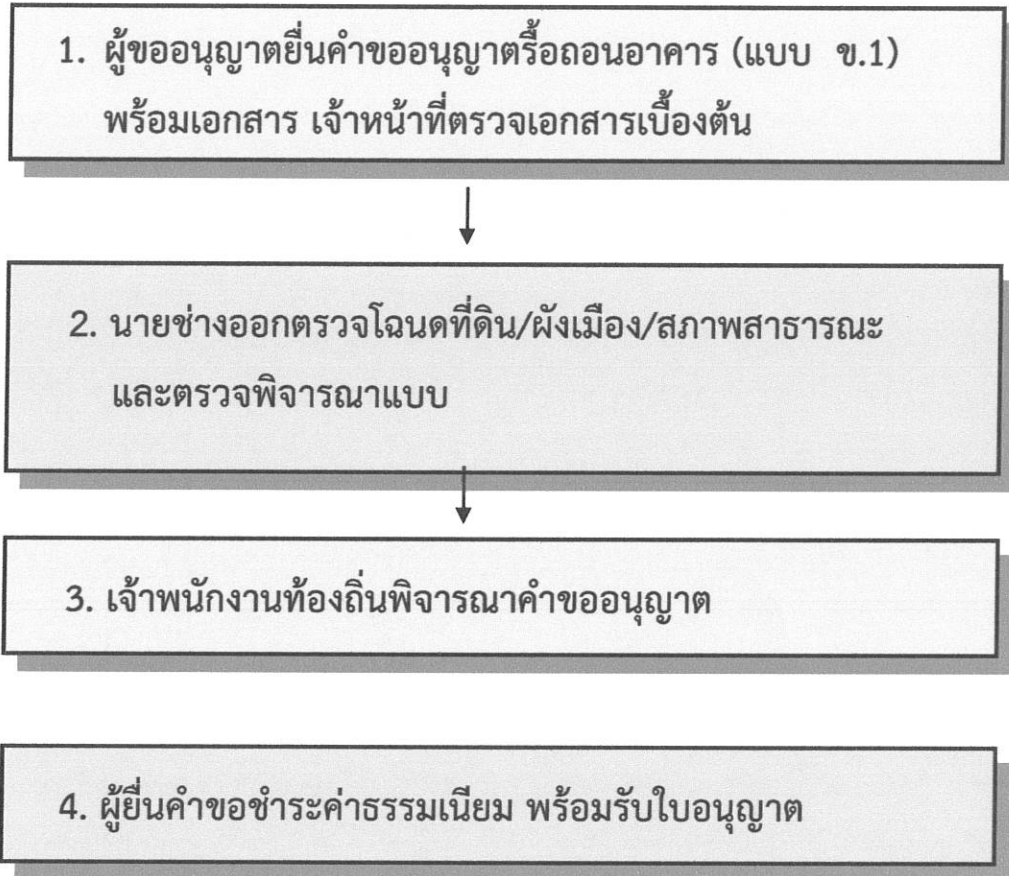 1. ผู้ขออนุญาตยื่นคำขออนุญาตรื้อถอนอาคาร (แบบ ข.1)
พร้อมเอกสาร เจ้าหน้าที่ตรวจเอกสารเบื้องต้น
2. นายช่างออกตรวจโฉนดที่ดิน/ผังเมือง/สภาพสาธารณะ
และตรวจพิจารณาแบบ
3. เจ้าพนักงานท้องถิ่นพิจารณาคำขออนุญาต
4. ผู้ยื่นคำขอชำระค่าธรรมเนียม พร้อมรับใบอนุญาต